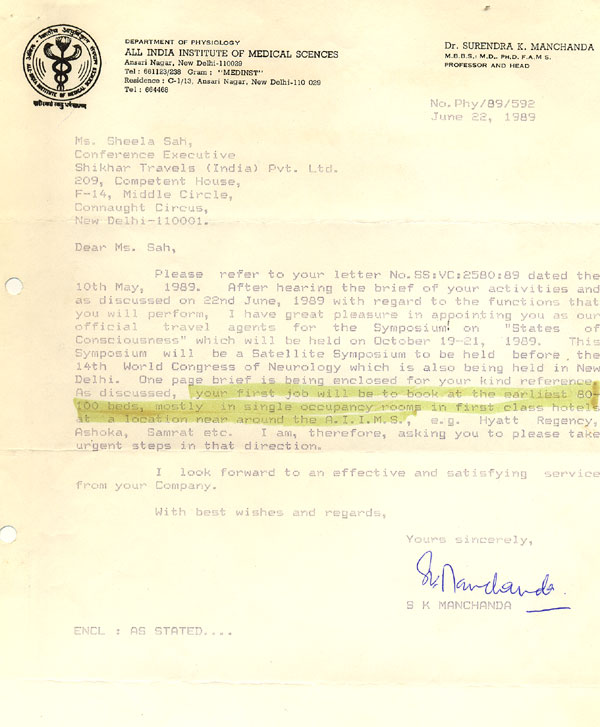 DEPARTMENT OF PHYSIOLOGY
ALL INDIA INSTITUTE OF MEDICAL SCENCES
Ansari Nagar, New Delhi-110029
Tel : 661123/238 Gram : "MEDINST"
Residence : C-1/13, Ansari Nagar, New Delhi-110 029
Tel : 664468
Dr. SURENDRA K. MANCHANDA
M.B.B.S.; M.D., PH.D. F.A.M S.
PROFESSOR AND HEAD
No.Phy/89/592
June 22, 1989
Ms. Sheela Sah,
Conference Executive
Shikhar Travels (India) Pvt. Ltd.
209, Competent House,
F-14, Middle Circle,
Connaught Circus,
New Delhi-110001.
Dear Ms. Sah,
Please refer to your letter No.SS:VC:2580:89 dated the
10th May, 1989. After hearing the brief of your activities and
as discussed on 22nd June, 1989 with regard to the functions that
you will perform, I have great pleasure in appointing you as our
official travel agents for the Symposium on "States of
Consciousness" which will be held on October 19-21, 1989. This
Symposium will be a Satellite Symposium to be held before the
14th World Congress of Neurology which is also being held in New
Delhi. One page brief is being enclosed for your kind reference.
As discussed, your first job will be to book at the earliest 80-
100 beds, mostly in single occupancy rooms in first class hotels
at a location near around the A.I.I.M.S., e.g. Hyatt Regency,
Ashoka, Samrat etc. I am, therefore, asking you to please take
urgent steps in that direction.
I look forward to an effective and satisfying service
from your Company.
With best wishes and regards,
Yours sincerely,
SK Manchanda
S K MANCHANDA
ENCL : AS STATED....